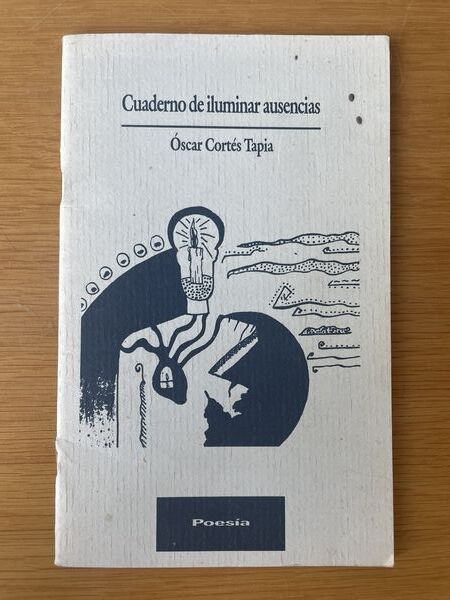 Cuaderno de iluminar ausencias
Óscar Cortés Tapia
Poesía